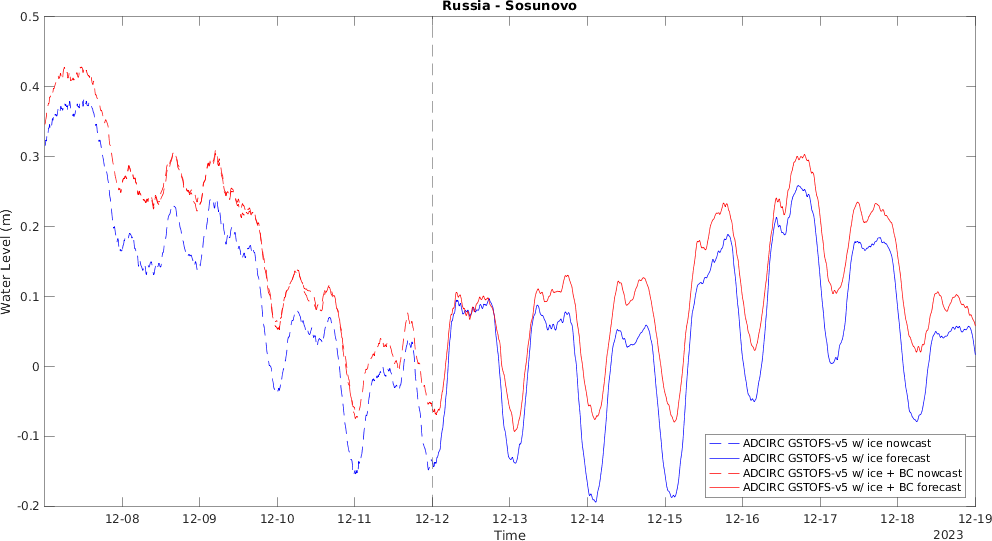 Russia - Sosunovo
0.5
0.4
0.3
0.2
0.1
0
-0.1
-0.2
Water Level (m)
ADCIRC GSTOFS-v5 w/ ice nowcast
ADCIRC GSTOFS-v5 w/ ice forecast
ADCIRC GSTOFS-v5 w/ ice + BC nowcast
ADCIRC GSTOFS-v5 w/ ice + BC forecast
12-08 12-09 12-10 12-11 12-12 12-13 12-14 12-15 12-16 12-17 12-18 12-19
Time
2023